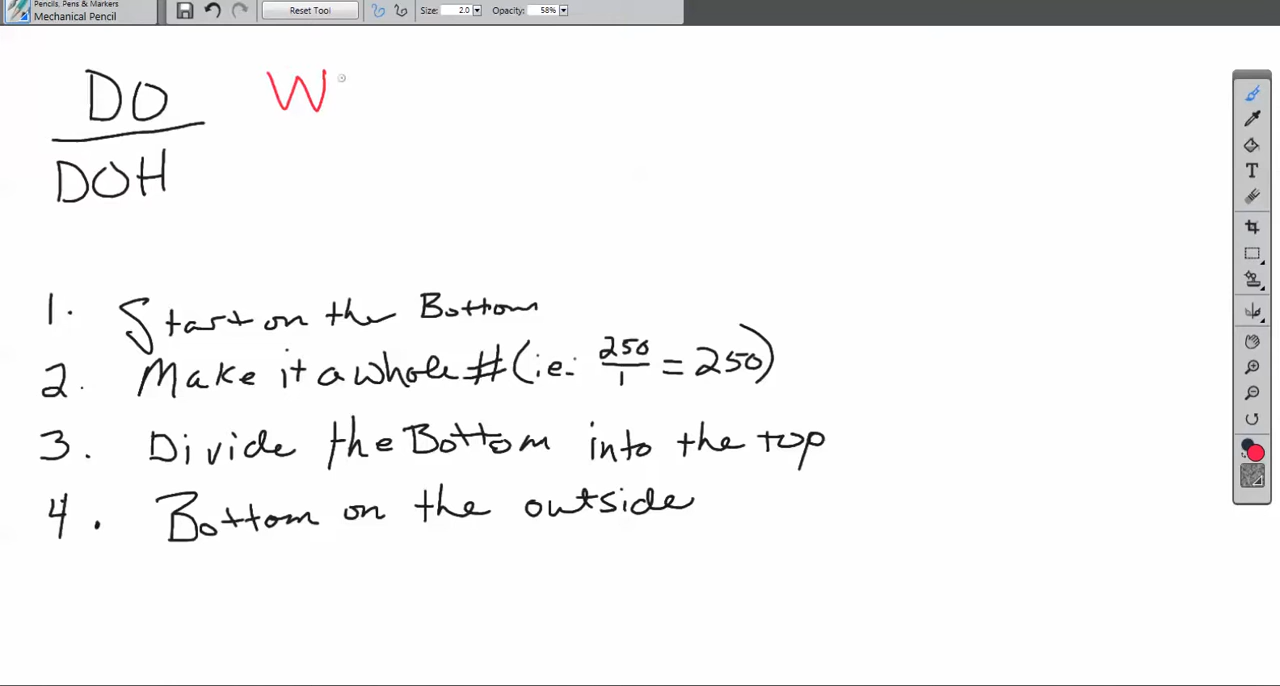 Pencils, Pens & Markers
Mechanical Pencil
Reset Tool
Size: 2.0
Opacity: 58%
DO
DOH
W
1. Start on the Bottom
2. Make it a whole # (ie: 250/1 = 250)
3. Divide the Bottom into the top
4. Bottom on the outside
T